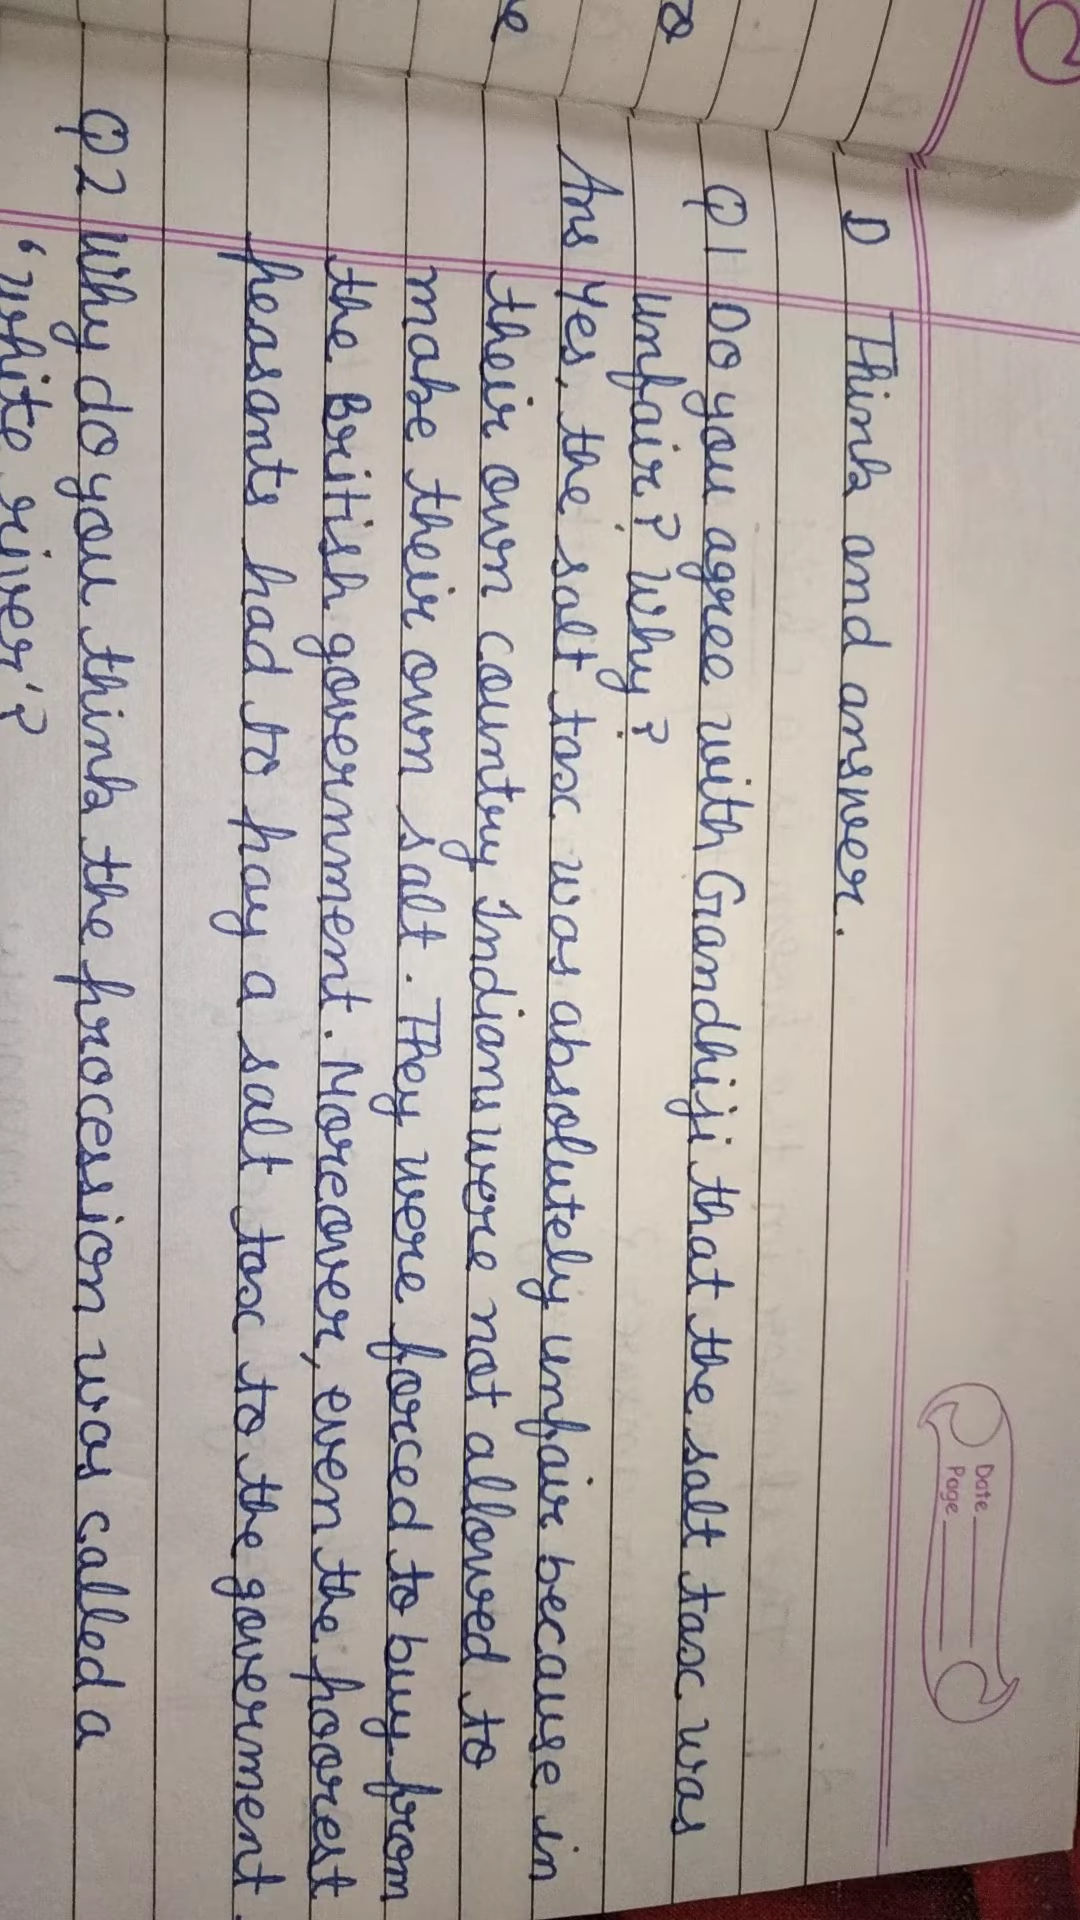 Date
Page
D Think and answer.
Q1 Do you agree with Grandhiji that the salt tax was
unfair? Why?
Ans Yes, the salt tax was absolutely unfair because in
their own country Indians were not allowed to
make their own salt. They were forced to buy from
the British government. Moreover, even the poorest
peasants had to pay a salt tax to the goverment.
Q2 Why do you think the procession was called a
'white river'?